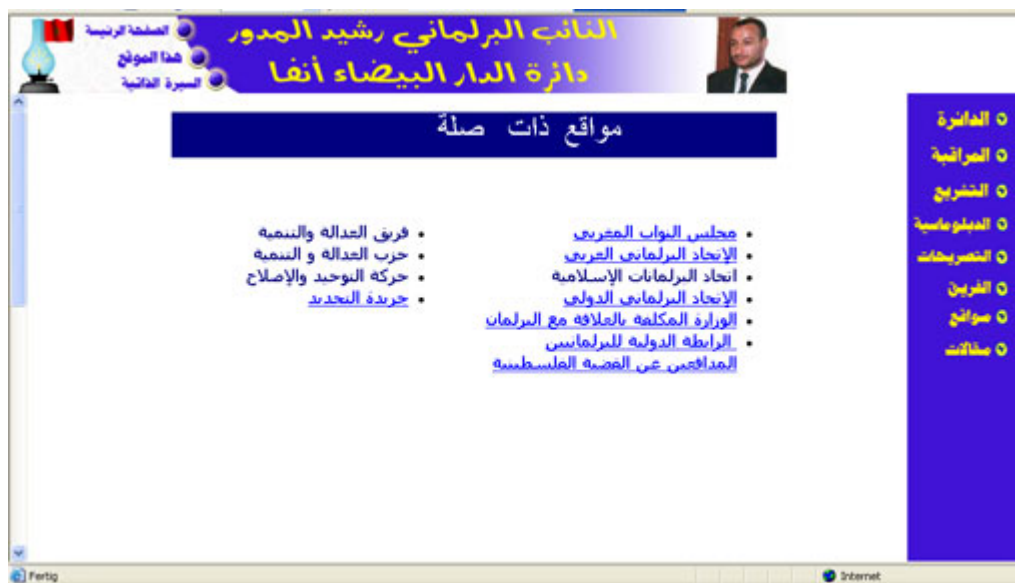 النائب البرلماني رشيد المدور
دائرة الدار البيضاء أنفا
الصفحة الرئيسة
هذا الموقع
السيرة الذاتية
الدائرة
المراقبة
التشريع
الدبلوماسية
التصريحات
الفريق
مواقع
مقالات
مواقع ذات صلة
مجلس النواب المغربي
الإتحاد البرلماني العربي
اتحاد البرلمانات الإسلامية
الإتحاد البرلماني الدولي
الوزارة المكلفة بالعلاقة مع البرلمان
الرابطة الدولية للبرلمانيين
المدافعين عن القضية الفلسطينية
فريق العدالة والتنمية
حزب العدالة و التنمية
حركة التوحيد والإصلاح
جريدة التجديد
Fertig
Internet